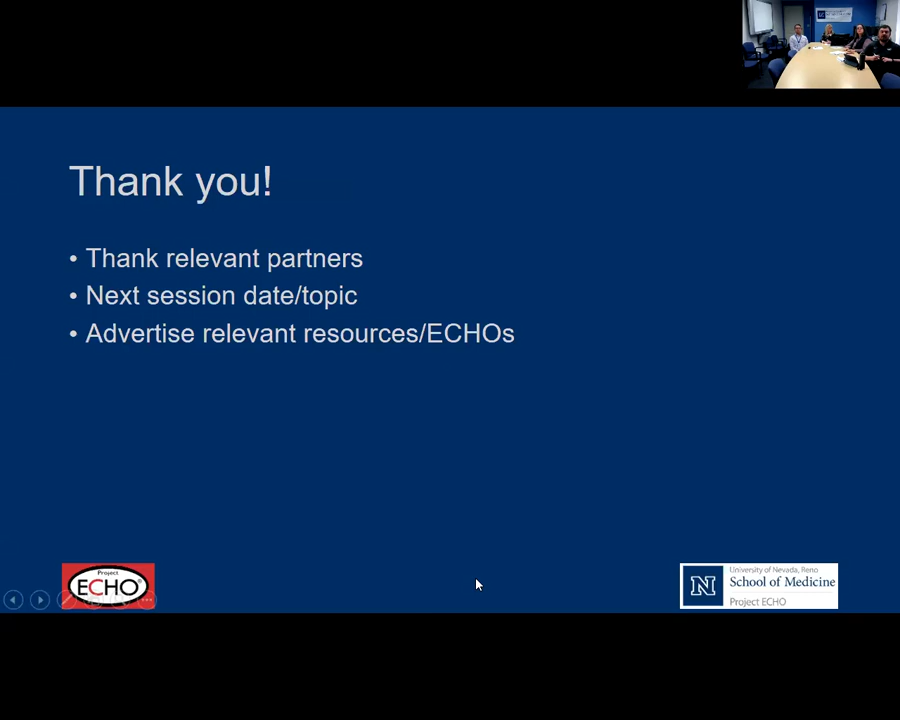 Thank you!
• Thank relevant partners
• Next session date/topic
• Advertise relevant resources/ECHOs
Project
ECHO®
N
University of Nevada, Reno
School of Medicine
Project ECHO